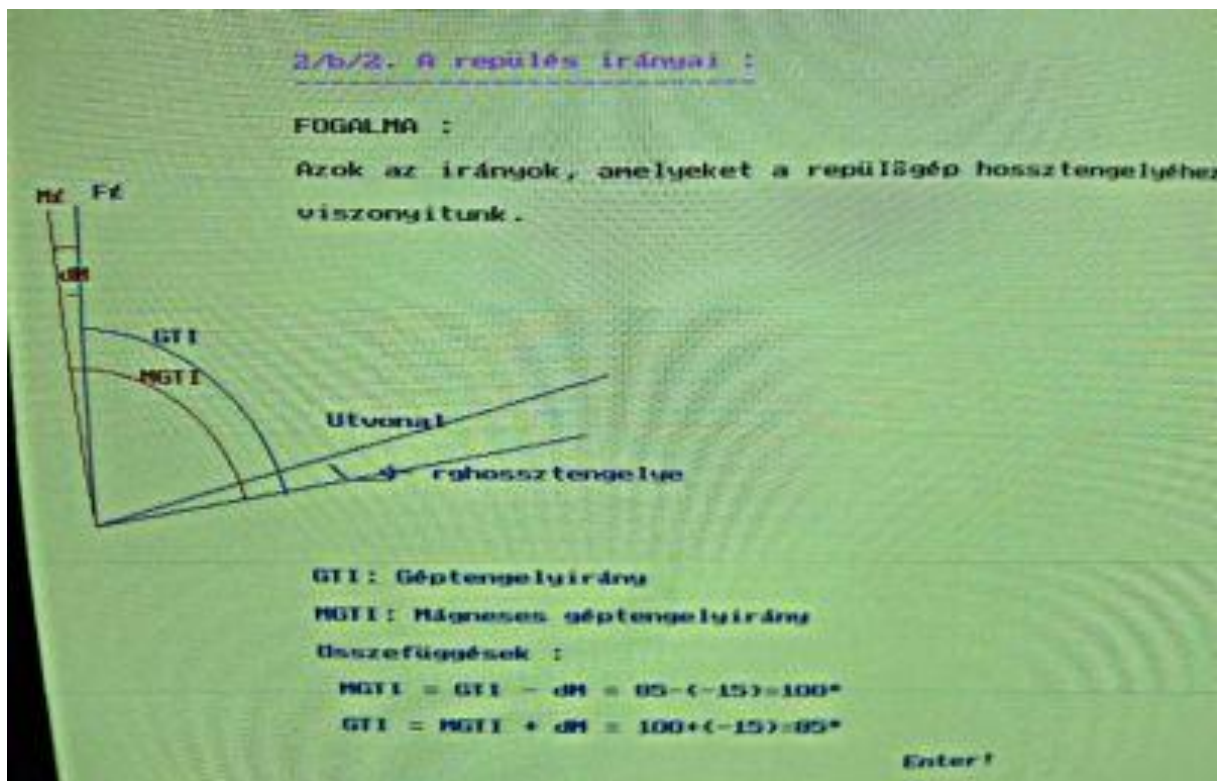 2/b/2. A repülés irányai :
FOGALMA :
Azok az irányok, amelyeket a repülőgép hossztengelyéhez
viszonyitunk.
MÉ FÉ
dM
GTI
MGTI
Utvonal
rghossztengelye
GTI: Géptengelyirány
MGTI: Mágneses géptengelyirány
Összefüggések :
MGTI = GTI - dM = 85-(-15)=100°
GTI = MGTI + dM = 100+(-15)=85°
Enter!